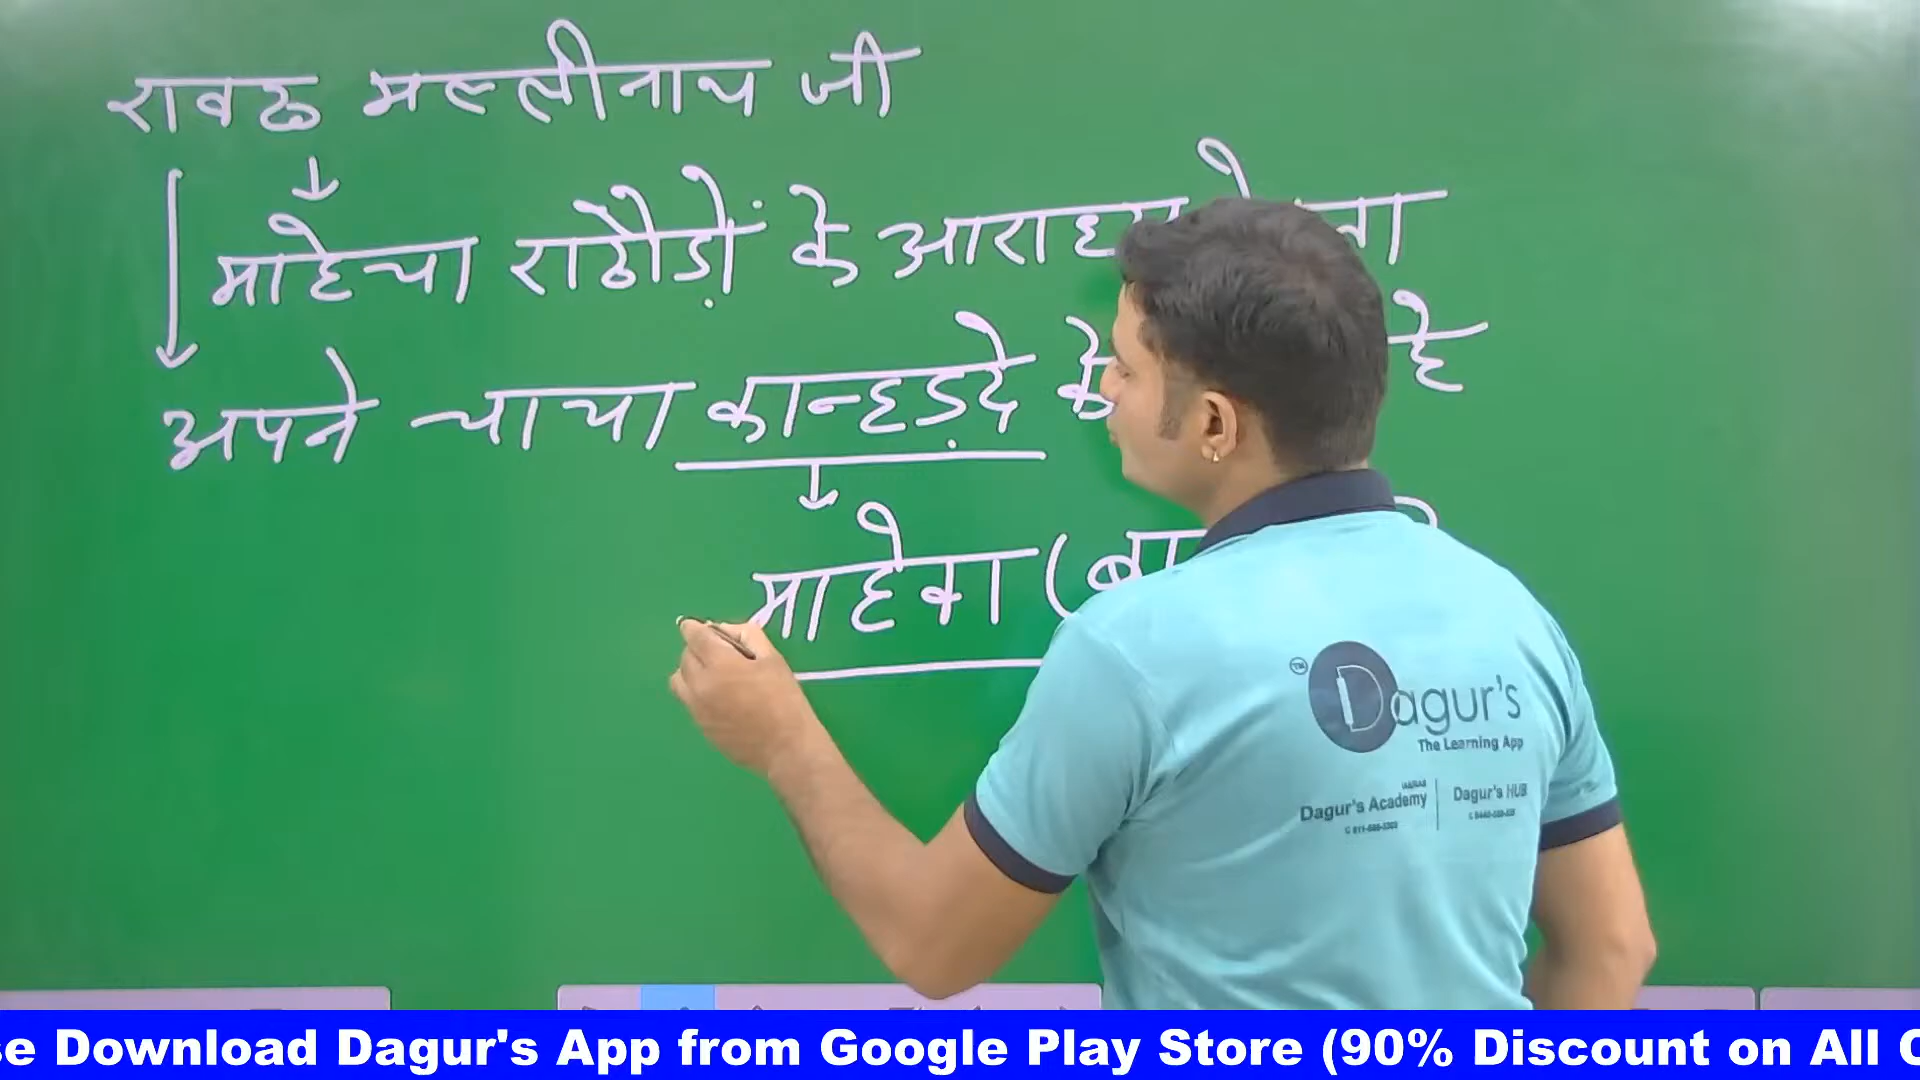 रावळ मल्लीनाथ जी
माहेचा राठौड़ों के आराध्य
अपने चाचा कान्हड़दे के है
माहेवा (बा
TM
Dagur's
The Learning App
Dagur's Academy
Dagur's HUB
se Download Dagur's App from Google Play Store (90% Discount on All C